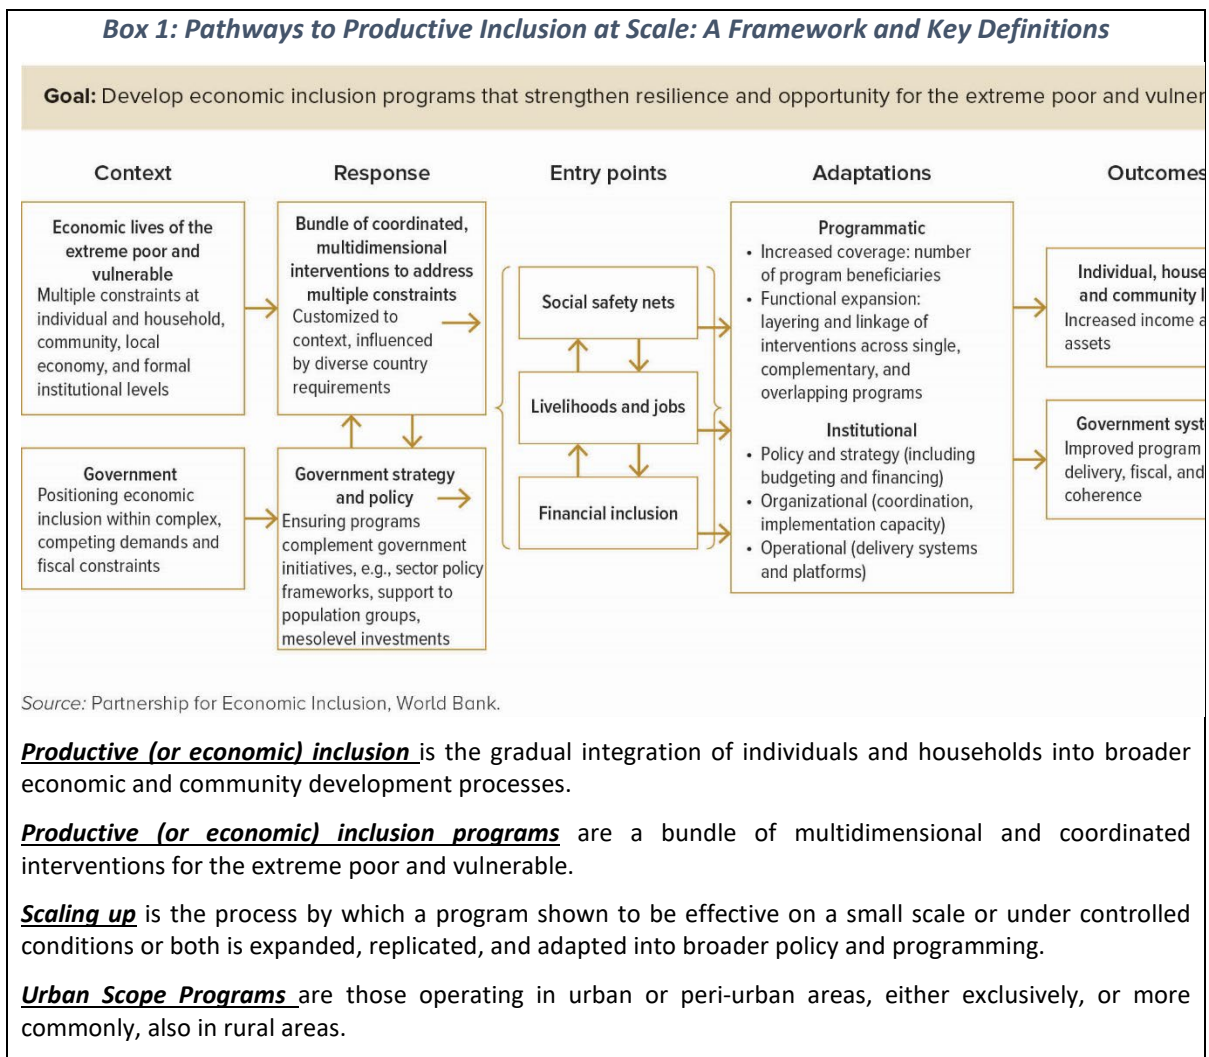 Box 1: Pathways to Productive Inclusion at Scale: A Framework and Key Definitions
Goal: Develop economic inclusion programs that strengthen resilience and opportunity for the extreme poor and
Context
Response
Entry points
Adaptations
Outcomes
Economic lives of the
extreme poor and
vulnerable
Multiple constraints at
individual and household,
community, local
economy, and formal
institutional levels
Government
Positioning economic
inclusion within complex,
competing demands and
fiscal constraints
Bundle of coordinated,
multidimensional
interventions to address
multiple constraints
Customized to
context, influenced
by diverse country
requirements
Government strategy
and policy
Ensuring programs
complement government
initiatives, e.g., sector policy
frameworks, support to
population groups,
mesolevel investments
Social safety nets
Livelihoods and jobs
Financial inclusion
Programmatic
• Increased coverage: number
of program beneficiaries
• Functional expansion:
layering and linkage of
interventions across single,
complementary, and
overlapping programs
Institutional
• Policy and strategy (including
budgeting and financing)
• Organizational (coordination,
implementation capacity)
• Operational (delivery systems
and platforms)
Individual,
and community
Increased income
assets
Government
Improved program
delivery, fiscal, and
coherence
Source: Partnership for Economic Inclusion, World Bank.
Productive (or economic) inclusion is the gradual integration of individuals and households into broader
economic and community development processes.
Productive (or economic) inclusion programs are a bundle of multidimensional and coordinated
interventions for the extreme poor and vulnerable.
Scaling up is the process by which a program shown to be effective on a small scale or under controlled
conditions or both is expanded, replicated, and adapted into broader policy and programming.
Urban Scope Programs are those operating in urban or peri-urban areas, either exclusively, or more
commonly, also in rural areas.